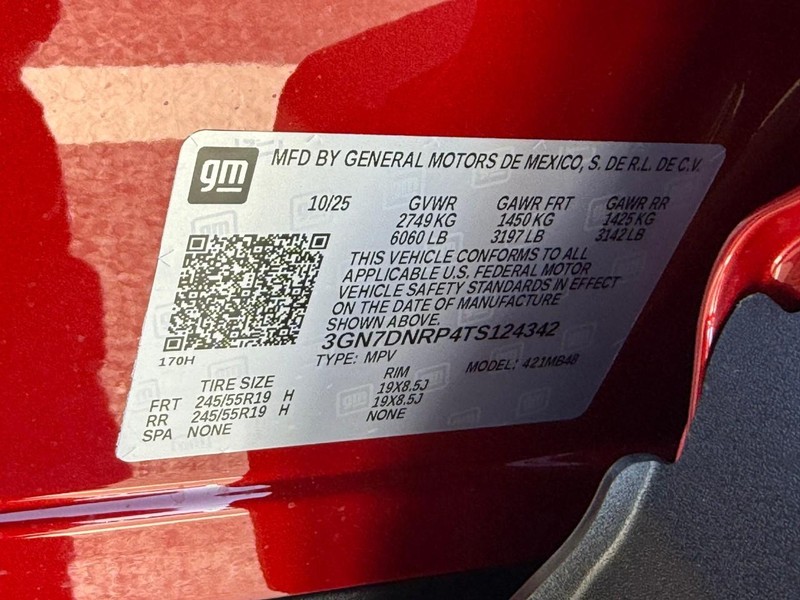 gm MFD BY GENERAL MOTORS DE MEXICO, S. DE R.L. DE C.V.
10/25 GVWR GAWR FRT GAWR RR
2749 KG 1450 KG 1425 KG
6060 LB 3197 LB 3142 LB
THIS VEHICLE CONFORMS TO ALL
APPLICABLE U.S. FEDERAL MOTOR
VEHICLE SAFETY STANDARDS IN EFFECT
ON THE DATE OF MANUFACTURE
SHOWN ABOVE.
3GN7DNRP4TS124342
170H TYPE: MPV MODEL: 421MB48
TIRE SIZE RIM
FRT 245/55R19 H 19X8.5J
RR 245/55R19 H 19X8.5J
SPA NONE NONE